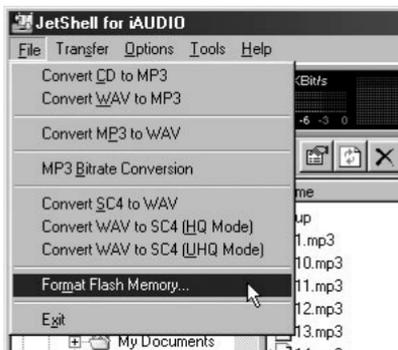 JetShell for iAUDIO
File Transfer Options Tools Help
Convert CD to MP3
Convert WAV to MP3
Convert MP3 to WAV
MP3 Bitrate Conversion
Convert SC4 to WAV
Convert WAV to SC4 (HQ Mode)
Convert WAV to SC4 (UHQ Mode)
Format Flash Memory...
Exit
My Documents
KBit/s
-6 -3 0
me
up
1.mp3
10.mp3
11.mp3
12.mp3
13.mp3